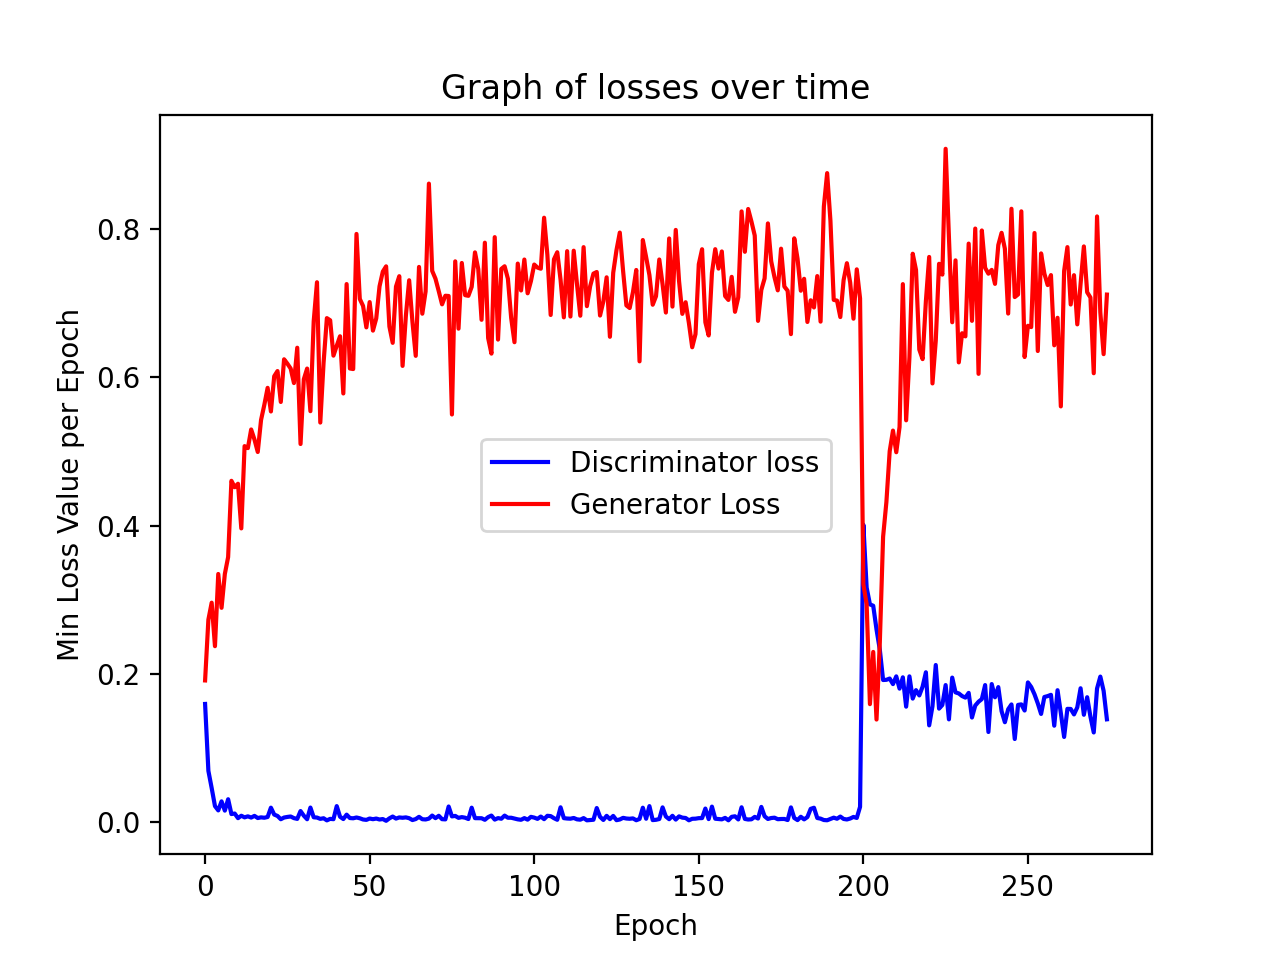 Graph of losses over time
Min Loss Value per Epoch
0.8
0.6
0.4
0.2
0.0
Discriminator loss
Generator Loss
0 50 100 150 200 250
Epoch